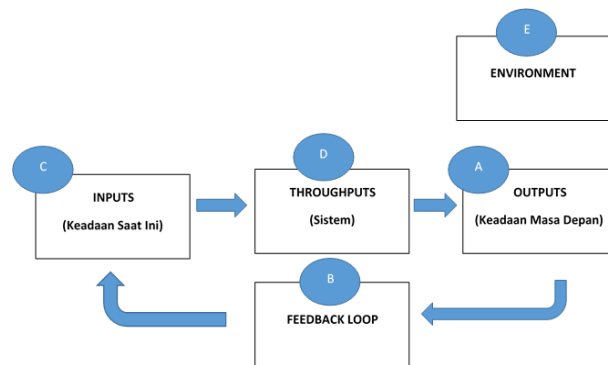 E
ENVIRONMENT
C
INPUTS
(Keadaan Saat Ini)
D
THROUGHPUTS
(Sistem)
A
OUTPUTS
(Keadaan Masa Depan)
B
FEEDBACK LOOP